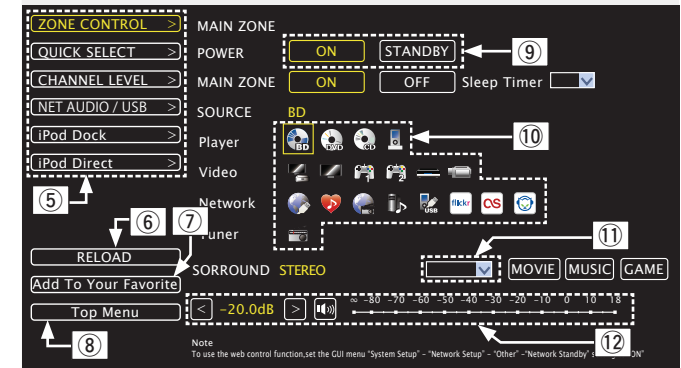 ZONE CONTROL >
QUICK SELECT >
CHANNEL LEVEL >
NET AUDIO / USB >
iPod Dock >
iPod Direct >
⑤
⑥
⑦
RELOAD
Add To Your Favorite
Top Menu
⑧
MAIN ZONE
POWER ON STANDBY ⑨
MAIN ZONE ON OFF Sleep Timer
SOURCE BD
Player BD DVD CD ⑩
Video 1 2
Network USB flickr
Tuner
⑪
SORROUND STEREO MOVIE MUSIC GAME
< -20.0dB > ∞ -80 -70 -60 -50 -40 -30 -20 -10 0 10 18
⑫
Note
To use the web control function,set the GUI menu "System Setup" - "Network Setup" - "Other" -"Network Standby" ON"